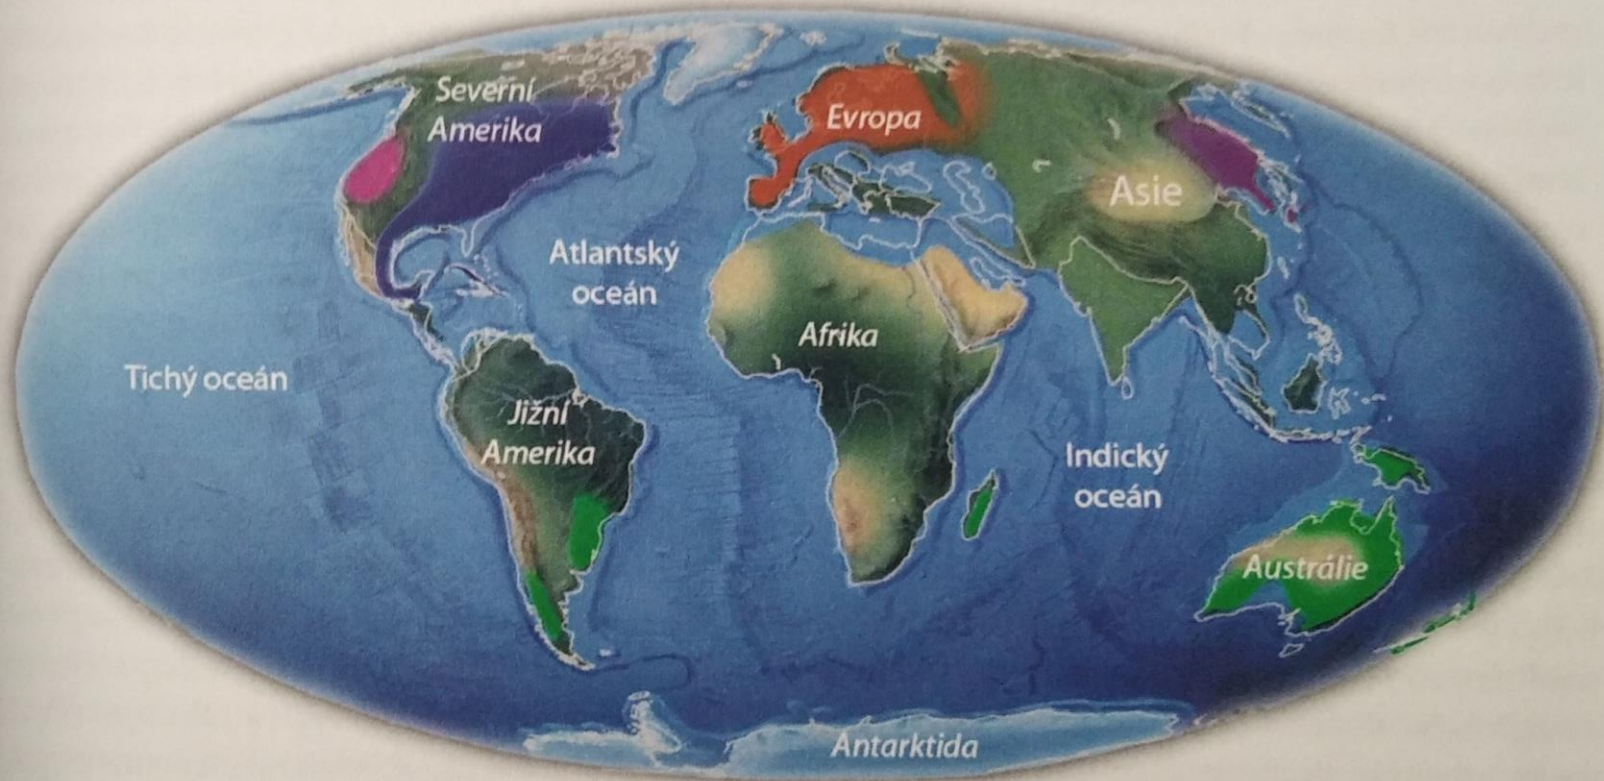 Severní
Amerika
Evropa
Asie
Atlantský
oceán
Afrika
Tichý oceán
Jižní
Amerika
Indický
oceán
Austrálie
Antarktida